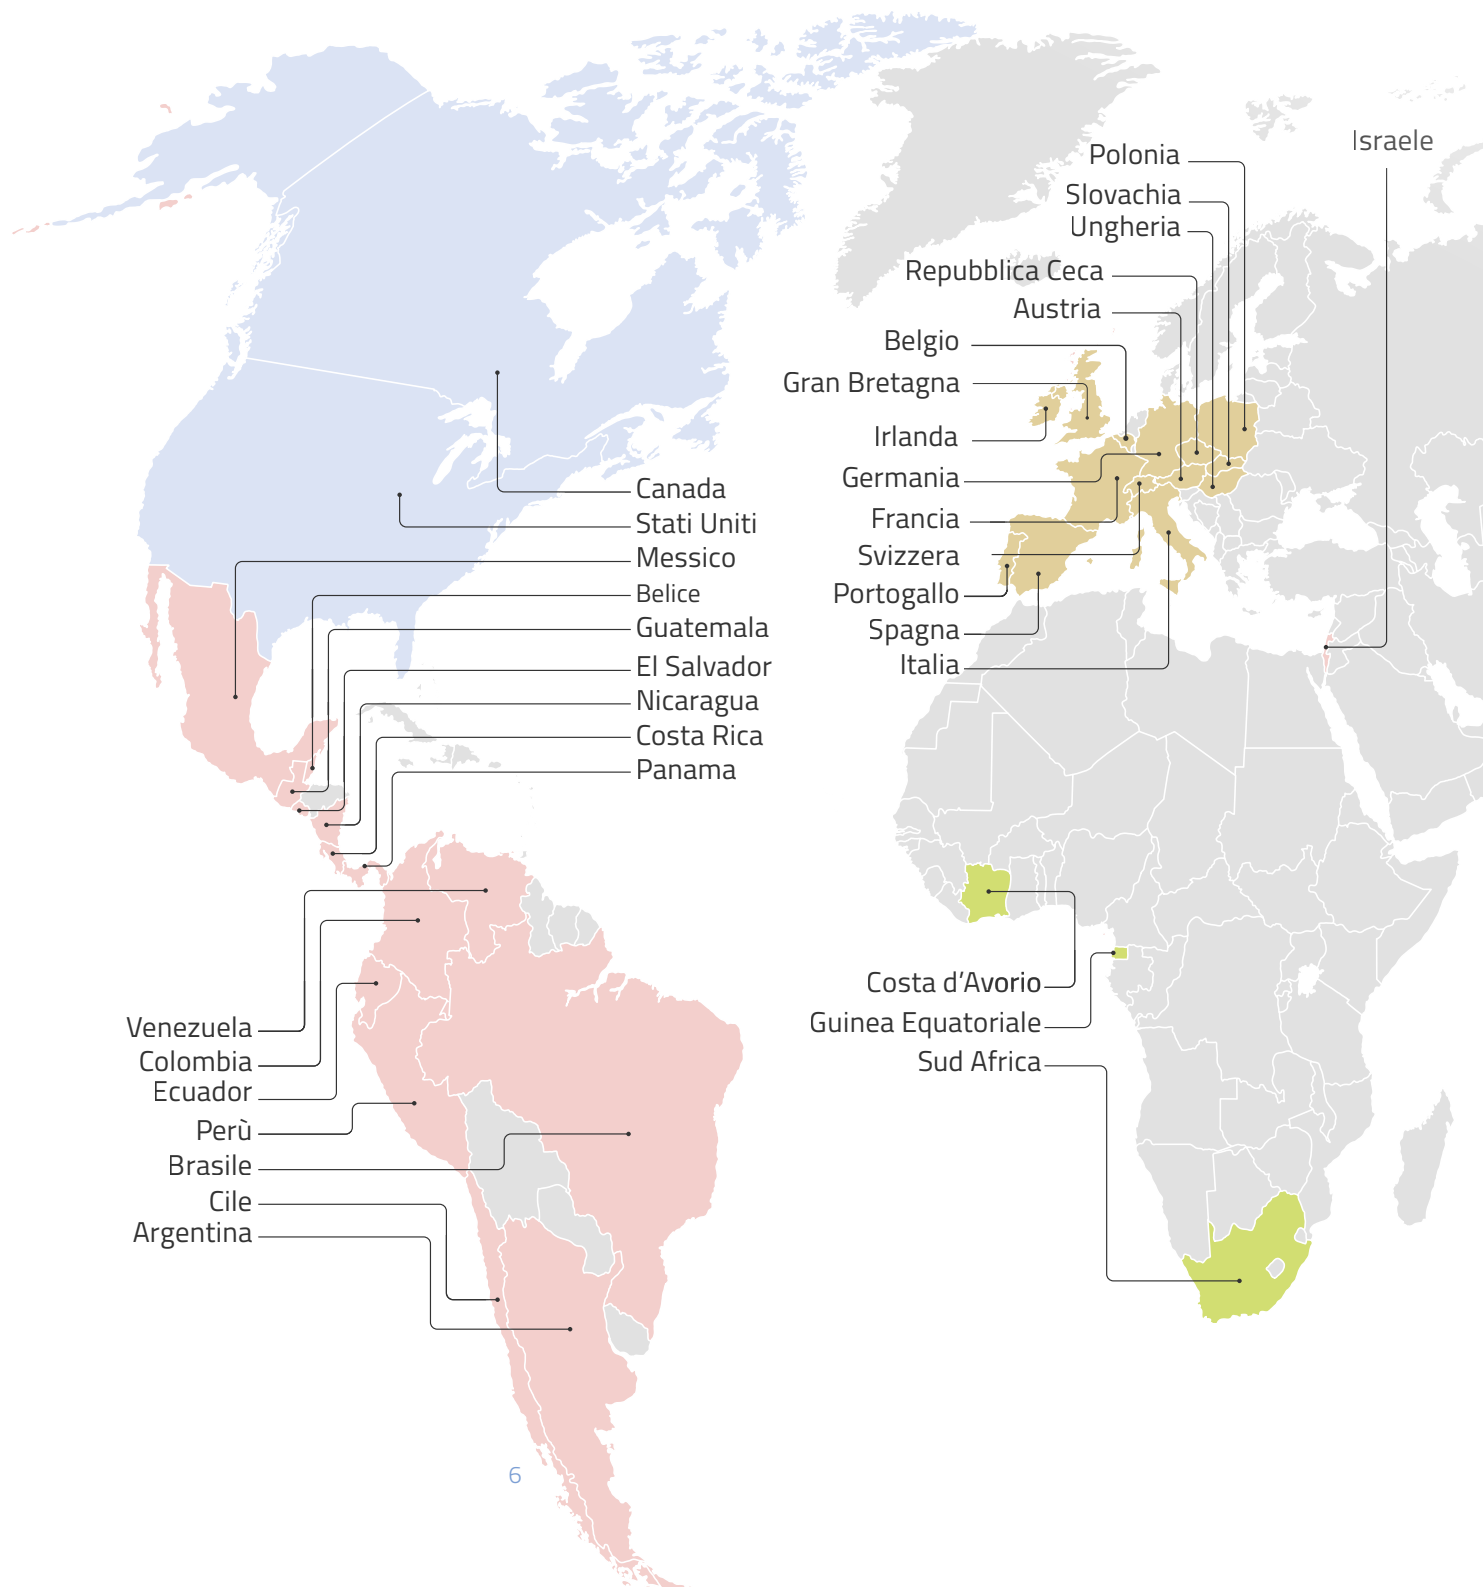 Israele
Polonia
Slovachia
Ungheria
Repubblica Ceca
Austria
Belgio
Gran Bretagna
Irlanda
Germania
Francia
Svizzera
Portogallo
Spagna
Italia
Canada
Stati Uniti
Messico
Belice
Guatemala
El Salvador
Nicaragua
Costa Rica
Panama
Venezuela
Colombia
Ecuador
Perù
Brasile
Cile
Argentina
Costa d'Avorio
Guinea Equatoriale
Sud Africa
6